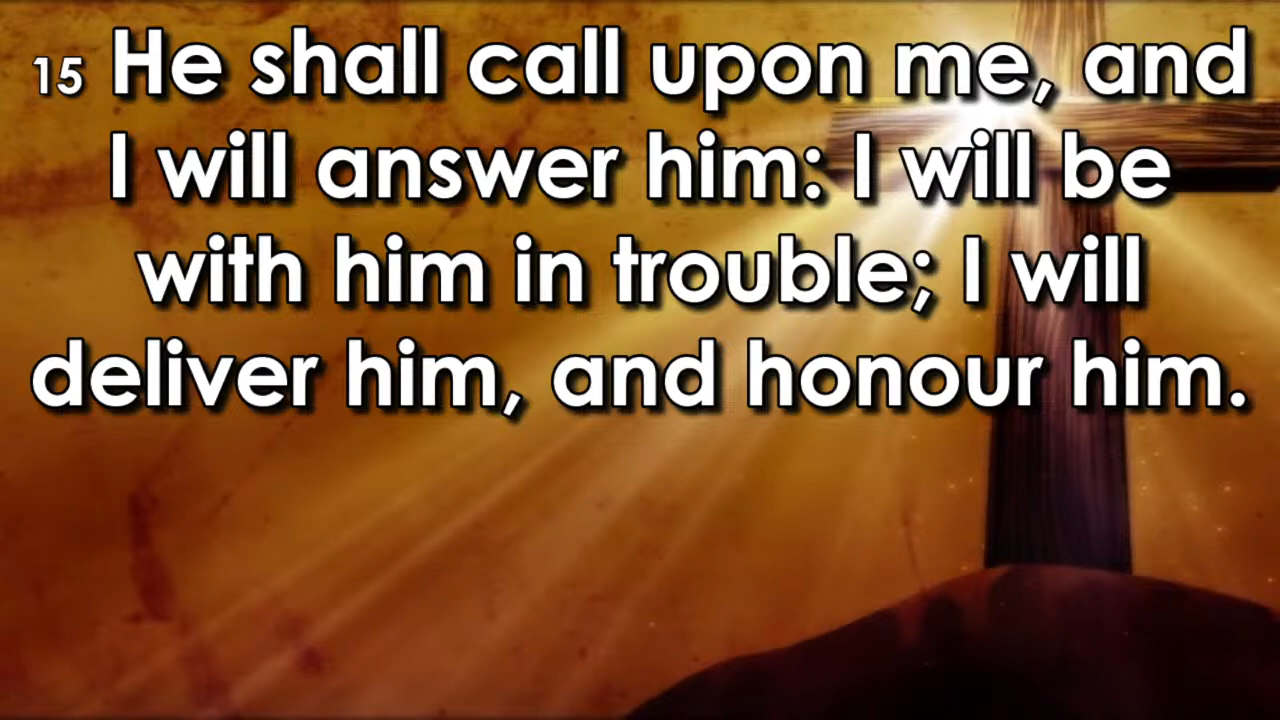 15 He shall call upon me, and
I will answer him: I will be
with him in trouble; I will
deliver him, and honour him.